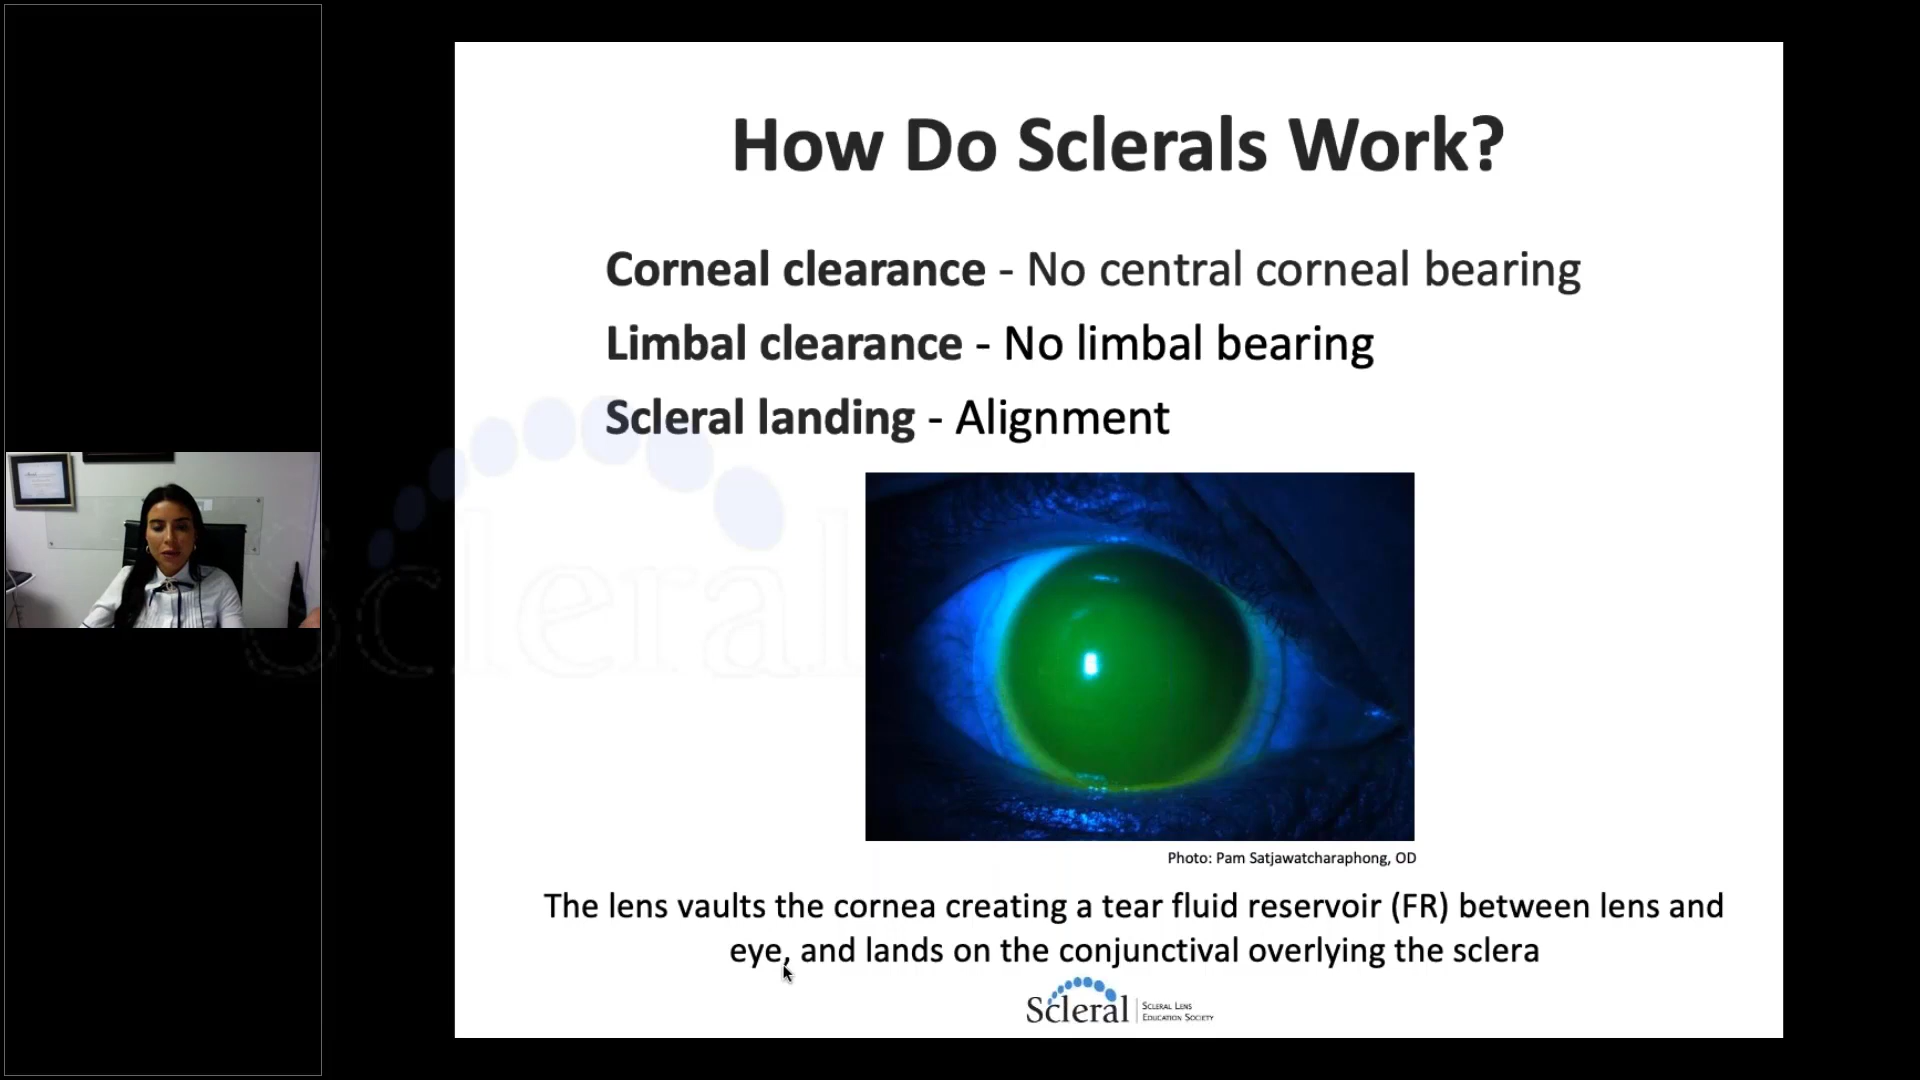 How Do Sclerals Work?
Corneal clearance - No central corneal bearing
Limbal clearance - No limbal bearing
Scleral landing - Alignment
Scleral
Photo: Pam Satjawatcharaphong, OD
The lens vaults the cornea creating a tear fluid reservoir (FR) between lens and
eye, and lands on the conjunctival overlying the sclera
Scleral
Scleral Lens
Education Society